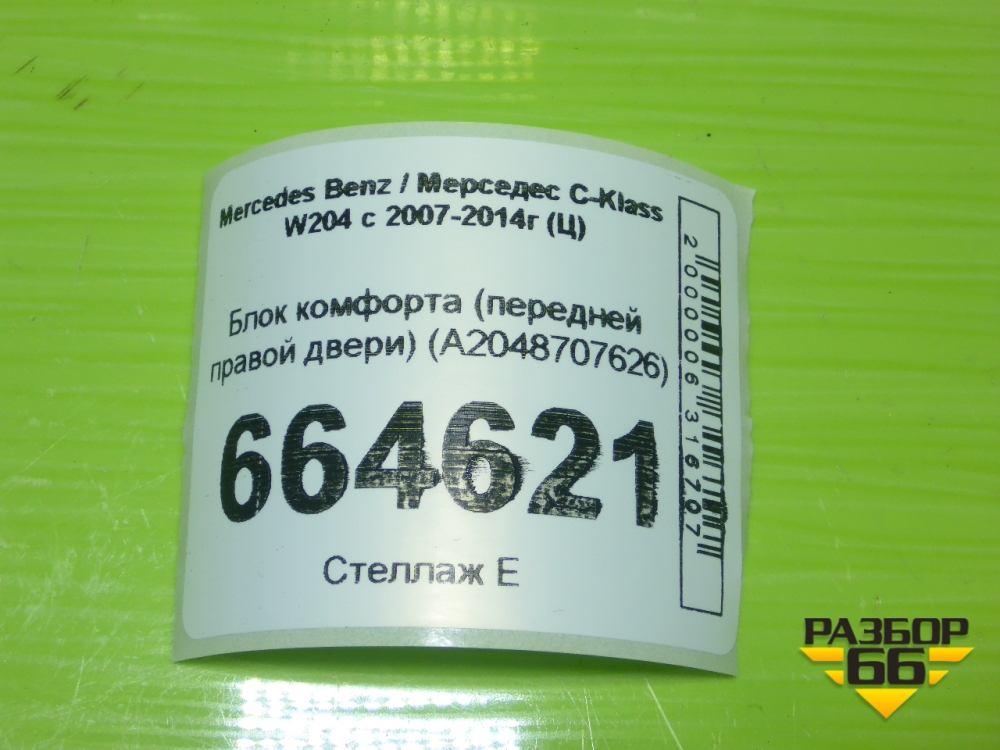 Mercedes Benz / Мерседес C-Klass
W204 с 2007-2014г (Ц)
Блок комфорта (передней
правой двери) (A2048707626)
664621
Стеллаж Е
2000006316707
РАЗБОР
66